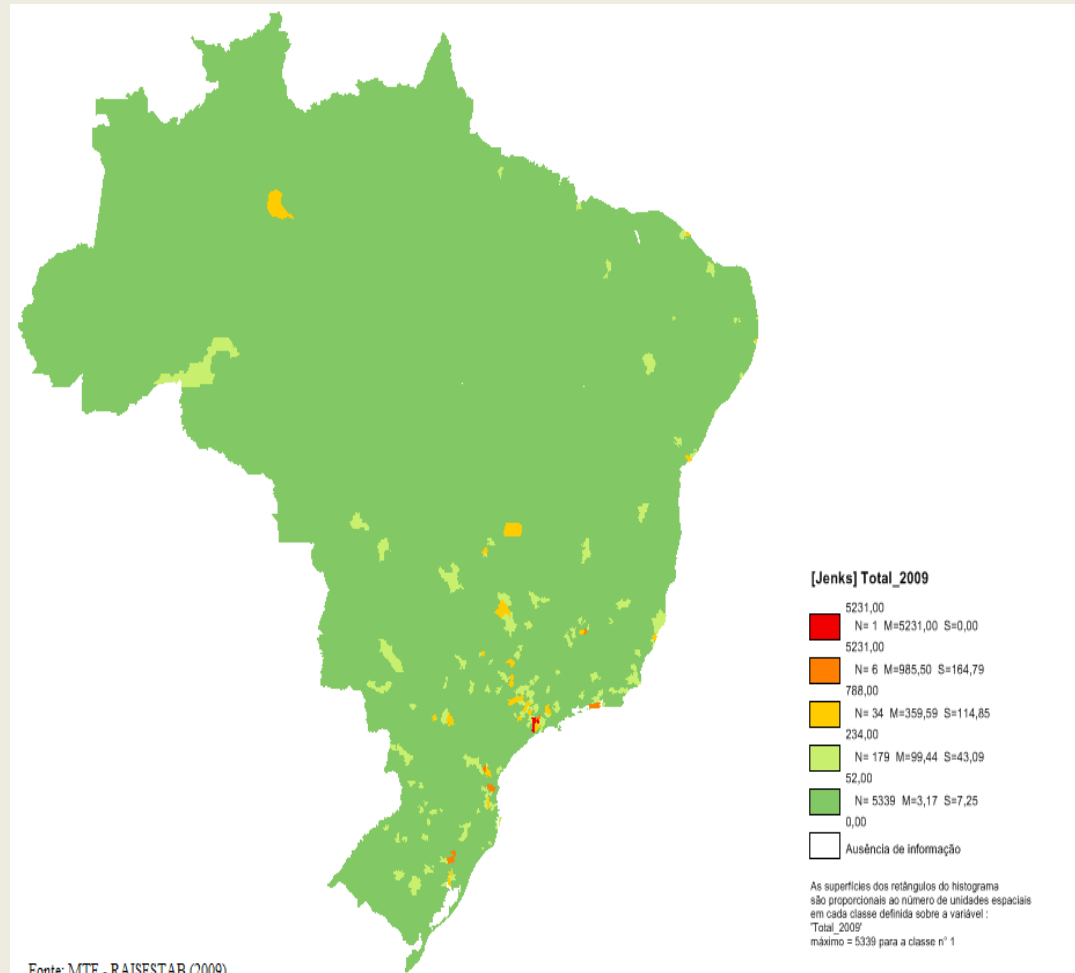 [Jenks] Total_2009
5231,00
N= 1 M=5231,00 S=0,00
5231,00
N= 6 M=985,50 S=164,79
788,00
N= 34 M=359,59 S=114,85
234,00
N= 179 M=99,44 S=43,09
52,00
N= 5339 M=3,17 S=7,25
0,00
Ausência de informação
As superfícies dos retângulos do histograma
são proporcionais ao número de unidades espaciais
em cada classe definida sobre a variável :
'Total_2009'
máximo = 5339 para a classe n° 1
Fonte: MTE - RAISESTAB (2009)